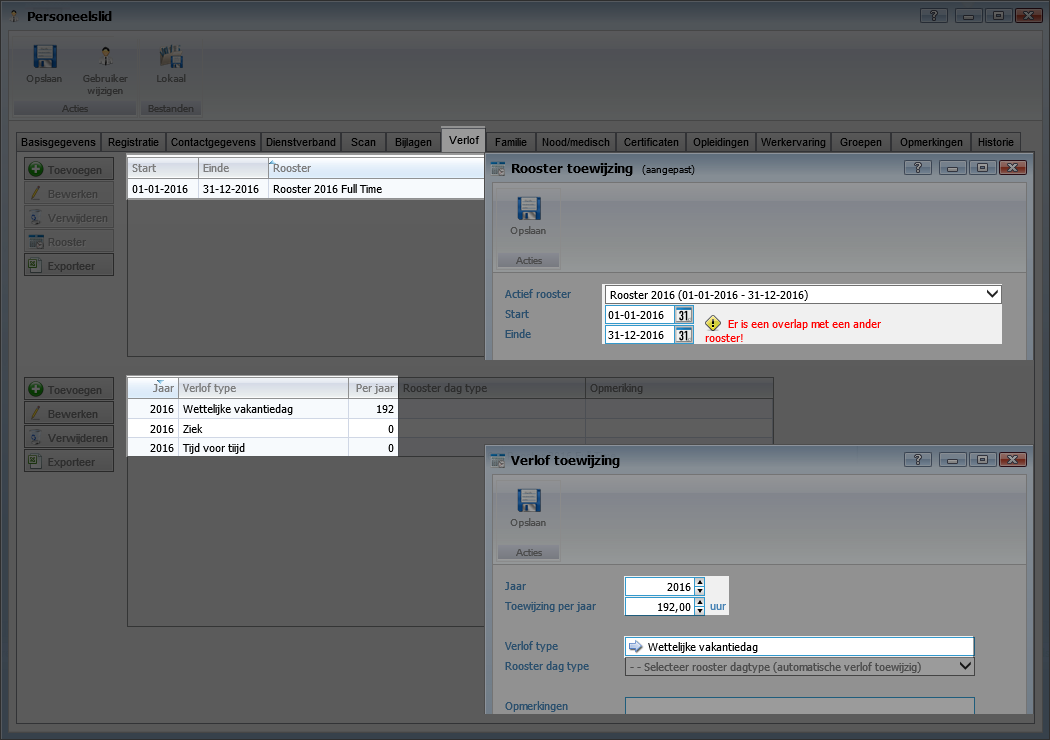 Personeelslid
Opslaan
Gebruiker
wijzigen
Lokaal
Acties
Bestanden
Basisgegevens Registratie Contactgegevens Dienstverband Scan Bijlagen Verlof Familie Nood/medisch Certificaten Opleidingen Werkervaring Groepen Opmerkingen Historie
Toevoegen
Bewerken
Verwijderen
Rooster
Exporteer
Start Einde Rooster
01-01-2016 31-12-2016 Rooster 2016 Full Time
Rooster toewijzing (aangepast)
Opslaan
Acties
Actief rooster Rooster 2016 (01-01-2016 - 31-12-2016)
Start 01-01-2016 31
Einde 31-12-2016 31
Er is een overlap met een ander
rooster!
Toevoegen
Bewerken
Verwijderen
Exporteer
Jaar Verlof type Per jaar Rooster dag type Opmeriking
2016 Wettelijke vakantiedag 192
2016 Ziek 0
2016 Tijd voor tiijd 0
Verlof toewijzing
Opslaan
Acties
Jaar 2016
Toewijzing per jaar 192,00 uur
Verlof type Wettelijke vakantiedag
Rooster dag type - - Selecteer rooster dagtype (automatische verlof toewijzig)
Opmerkingen